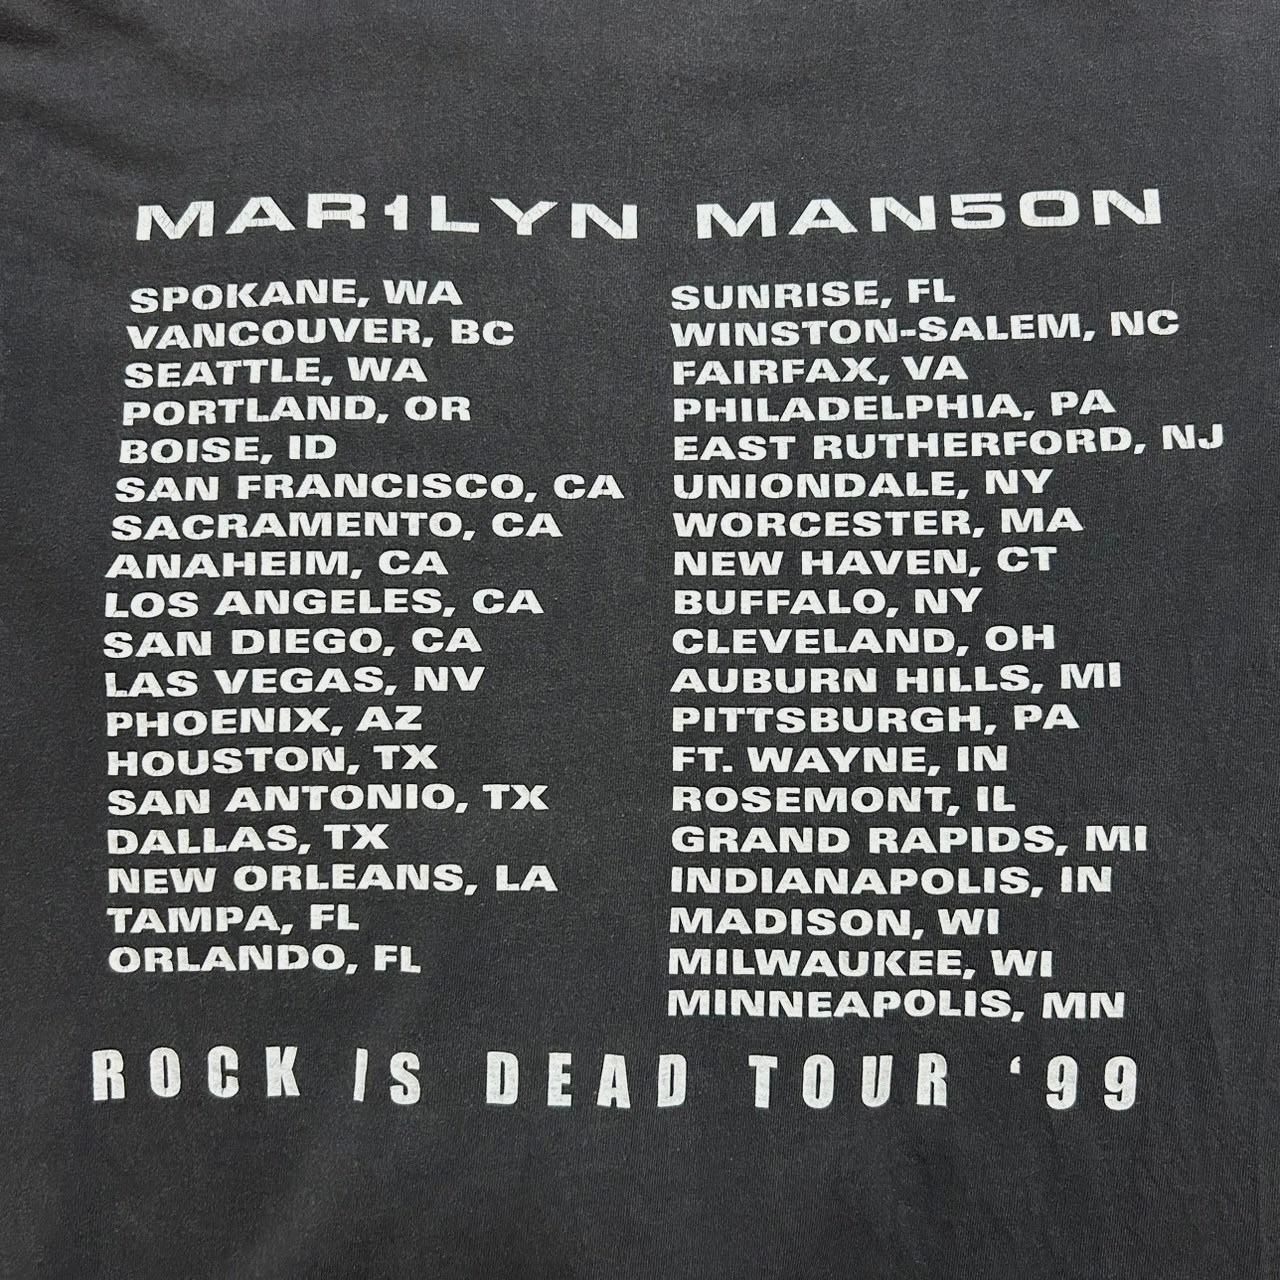 MAR1LYN MAN5ON
SPOKANE, WA
VANCOUVER, BC
SEATTLE, WA
PORTLAND, OR
BOISE, ID
SAN FRANCISCO, CA
SACRAMENTO, CA
ANAHEIM, CA
LOS ANGELES, CA
SAN DIEGO, CA
LAS VEGAS, NV
PHOENIX, AZ
HOUSTON, TX
SAN ANTONIO, TX
DALLAS, TX
NEW ORLEANS, LA
TAMPA, FL
ORLANDO, FL
SUNRISE, FL
WINSTON-SALEM, NC
FAIRFAX, VA
PHILADELPHIA, PA
EAST RUTHERFORD, NJ
UNIONDALE, NY
WORCESTER, MA
NEW HAVEN, CT
BUFFALO, NY
CLEVELAND, OH
AUBURN HILLS, MI
PITTSBURGH, PA
FT. WAYNE, IN
ROSEMONT, IL
GRAND RAPIDS, MI
INDIANAPOLIS, IN
MADISON, WI
MILWAUKEE, WI
MINNEAPOLIS, MN
ROCK IS DEAD TOUR ‘99